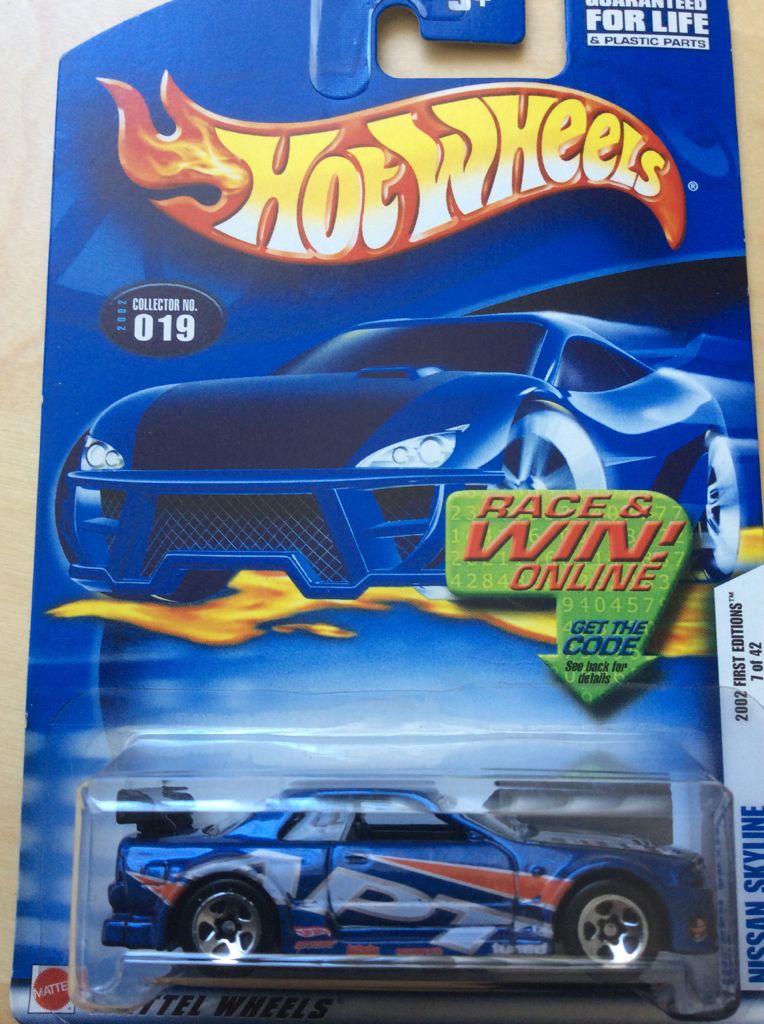 3+
GUARANTEED
FOR LIFE
& PLASTIC PARTS
HOT WHEELS®
2002
COLLECTOR NO.
019
RACE &
WIN!
ONLINE
GET THE
CODE
See back for
details
2002 FIRST EDITIONS™
7 of 42
NISSAN SKYLINE
MATTEL
MATTEL WHEELS